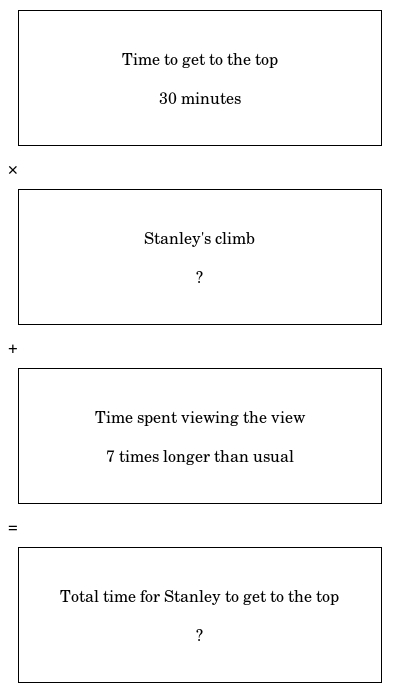 Time to get to the top
30 minutes
×
Stanley's climb
?
+
Time spent viewing the view
7 times longer than usual
=
Total time for Stanley to get to the top
?